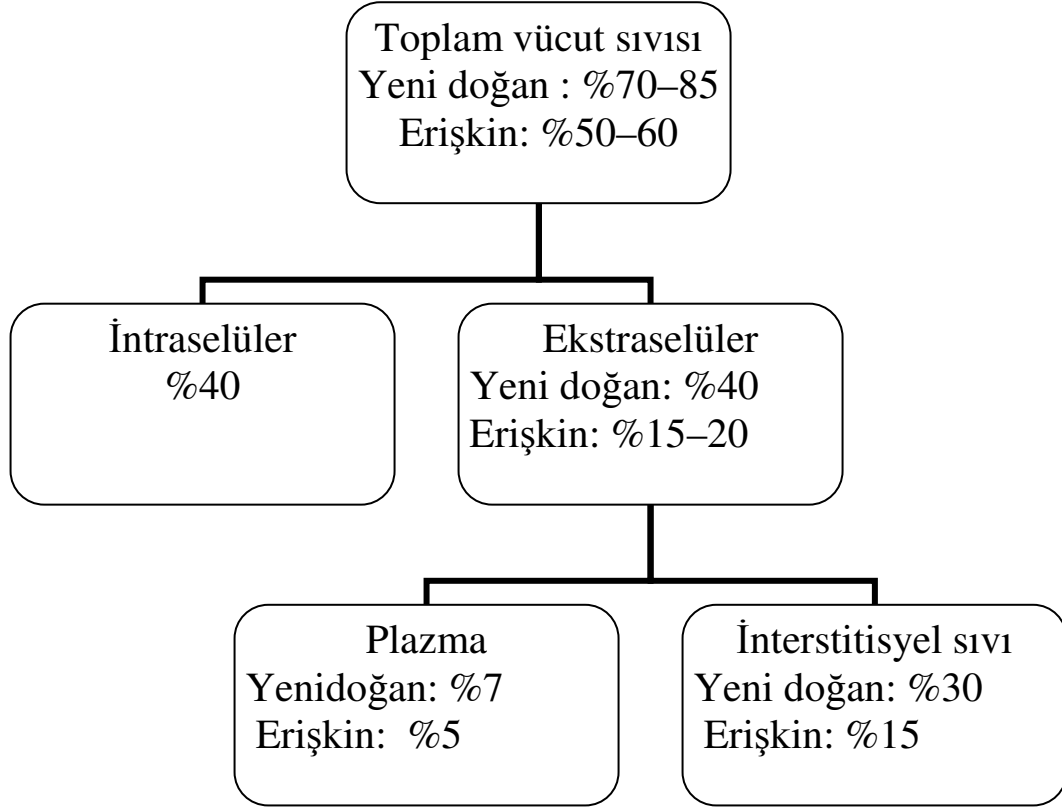 Toplam vücut sıvısı
Yeni doğan : %70–85
Erişkin: %50–60
İntraselüler
%40
Ekstraselüler
Yeni doğan: %40
Erişkin: %15–20
Plazma
Yenidoğan: %7
Erişkin: %5
İnterstitisyel sıvı
Yeni doğan: %30
Erişkin: %15